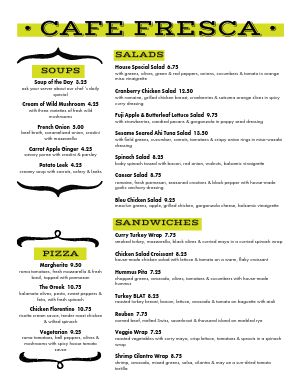 • CAFE FRESCA •
SOUPS
Soup of the Day 3.25
ask your server about our chef's daily
special
Cream of Wild Mushroom 4.25
with three varieties of fresh wild
mushrooms
French Onion 5.00
beef broth, caramelized onion, crostini
with mozzarella
Carrot Apple Ginger 4.25
savory puree with crostini & parsley
Potato Leek 4.25
creamy soup with carrots, celery & leeks
PIZZA
Margherita 9.50
roma tomatoes, fresh mozzarella & fresh
basil, topped with parmesan
The Greek 10.75
kalamata olives, pesto, sweet peppers &
feta, with fresh spinach
Chicken Florentine 10.75
ricotta cream sauce, tender roast chicken
& wilted spinach
Vegetarian 9.25
roma tomatoes, bell peppers, olives &
mushrooms with spicy house tomato
sauce
SALADS
House Special Salad 6.75
with greens, olives, green & red peppers, onions, cucumbers & tomato in orange
miso vinaigrette
Cranberry Chicken Salad 12.50
with romaine, grilled chicken breast, cranberries & satsuma orange slices in spicy
curry dressing
Fuji Apple & Butterleaf Lettuce Salad 9.75
with strawberries, candied pecans & gorgonzola in poppy seed dressing
Sesame Seared Ahi Tuna Salad 13.50
with field greens, cucumber, carrots, tomatoes & crispy onion rings in miso-wasabi
dressing
Spinach Salad 8.25
baby spinach tossed with bacon, red onion, walnuts, balsamic vinaigrette
Caesar Salad 8.75
romaine, fresh parmesan, seasoned croutons & black pepper with house-made
garlic anchovy dressing
Bleu Chicken Salad 9.25
mixed greens, apple, grilled chicken, gorgonzola cheese, balsamic vinaigrette
SANDWICHES
Curry Turkey Wrap 7.75
smoked turkey, mozzarella, black olives & curried mayo in a curried spinach wrap
Chicken Salad Croissant 8.25
house-made chicken salad with lettuce & tomato on a warm, flaky croissant
Hummus Pita 7.25
chopped greens, avocado, olives, tomatoes & cucumbers with house-made
hummus
Turkey BLAT 8.25
roasted turkey breast, bacon, lettuce, avocado & tomato on baguette with aioli
Reuben 7.75
corned beef, melted Swiss, sauerkraut & thousand island on marbled rye
Veggie Wrap 7.25
roasted vegetables with curry mayo, crisp lettuce, tomatoes & sprouts in a spinach
wrap
Shrimp Cilantro Wrap 8.75
shrimp, avocado, mixed greens, salsa, cilantro & mayo on a sun-dried tomato
tortilla